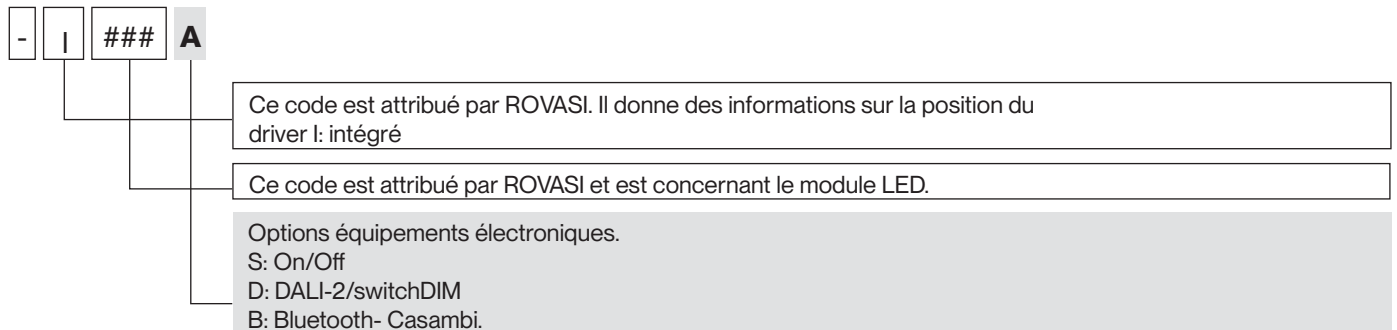 - I ### A
Ce code est attribué par ROVASI. Il donne des informations sur la position du
driver I: intégré
Ce code est attribué par ROVASI et est concernant le module LED.
Options équipements électroniques.
S: On/Off
D: DALI-2/switchDIM
B: Bluetooth- Casambi.